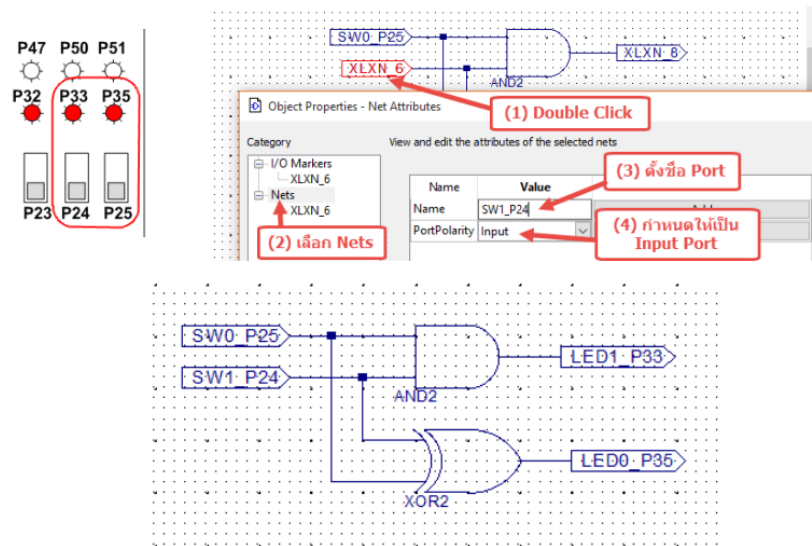 P47 P50 P51
P32 P33 P35
P23 P24 P25
SW0_P25
XLXN_6
XLXN_8
AND2
(1) Double Click
Object Properties - Net Attributes
Category
View and edit the attributes of the selected nets
I/O Markers
XLXN_6
Nets
XLXN_6
(2) เลือก Nets
Name Value
Name SW1_P24
PortPolarity Input
(3) ตั้งชื่อ Port
(4) กำหนดให้เป็น
Input Port
SW0_P25
SW1_P24
AND2
LED1_P33
XOR2
LED0_P35